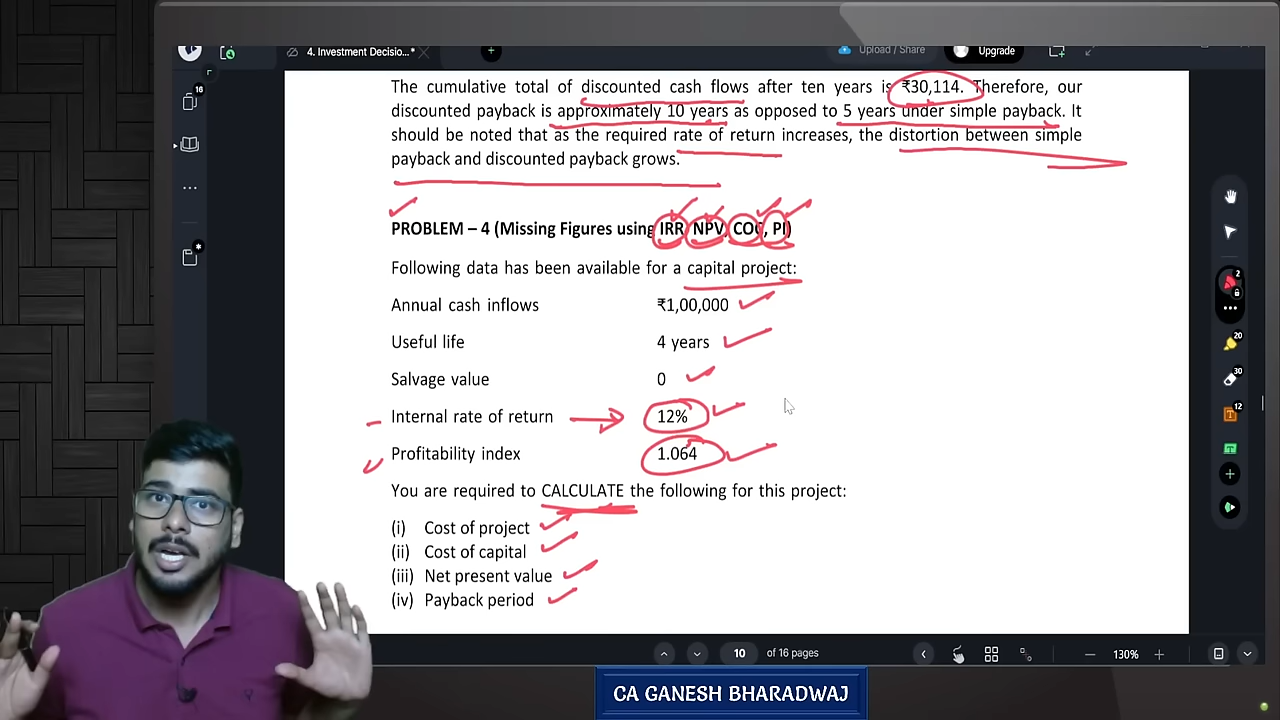 4. Investment Decisio...*
Upload / Share
Upgrade
16
The cumulative total of discounted cash flows after ten years is ₹30,114. Therefore, our
discounted payback is approximately 10 years as opposed to 5 years under simple payback. It
should be noted that as the required rate of return increases, the distortion between simple
payback and discounted payback grows.
PROBLEM – 4 (Missing Figures using IRR, NPV, COC, PI)
Following data has been available for a capital project:
Annual cash inflows ₹1,00,000
Useful life 4 years
Salvage value 0
Internal rate of return 12%
Profitability index 1.064
You are required to CALCULATE the following for this project:
(i) Cost of project
(ii) Cost of capital
(iii) Net present value
(iv) Payback period
2
20
30
12
10 of 16 pages
130%
CA GANESH BHARADWAJ